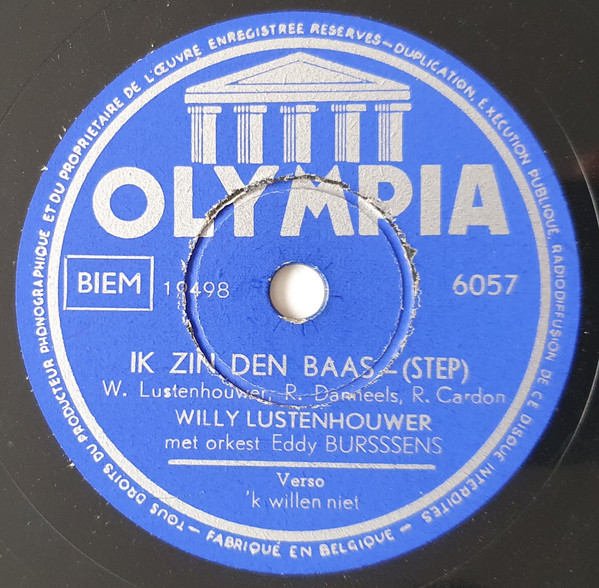 TOUS DROITS DU PRODUCTEUR PHONOGRAPHIQUE ET DU PROPRIETAIRE DE L'ŒUVRE ENREGISTREE RESERVES - DUPLICATION, EXÉCUTION PUBLIQUE, RADIODIFFUSION DE CE DISQUE INTERDITES
OLYMPIA
BIEM 19498 6057
IK ZIN DEN BAAS - (STEP)
W. Lustenhouwer, R. Dameels, R. Cardon
WILLY LUSTENHOUWER
met orkest Eddy BURSSSENS
Verso
'k willen niet
- FABRIQUÉ EN BELGIQUE -